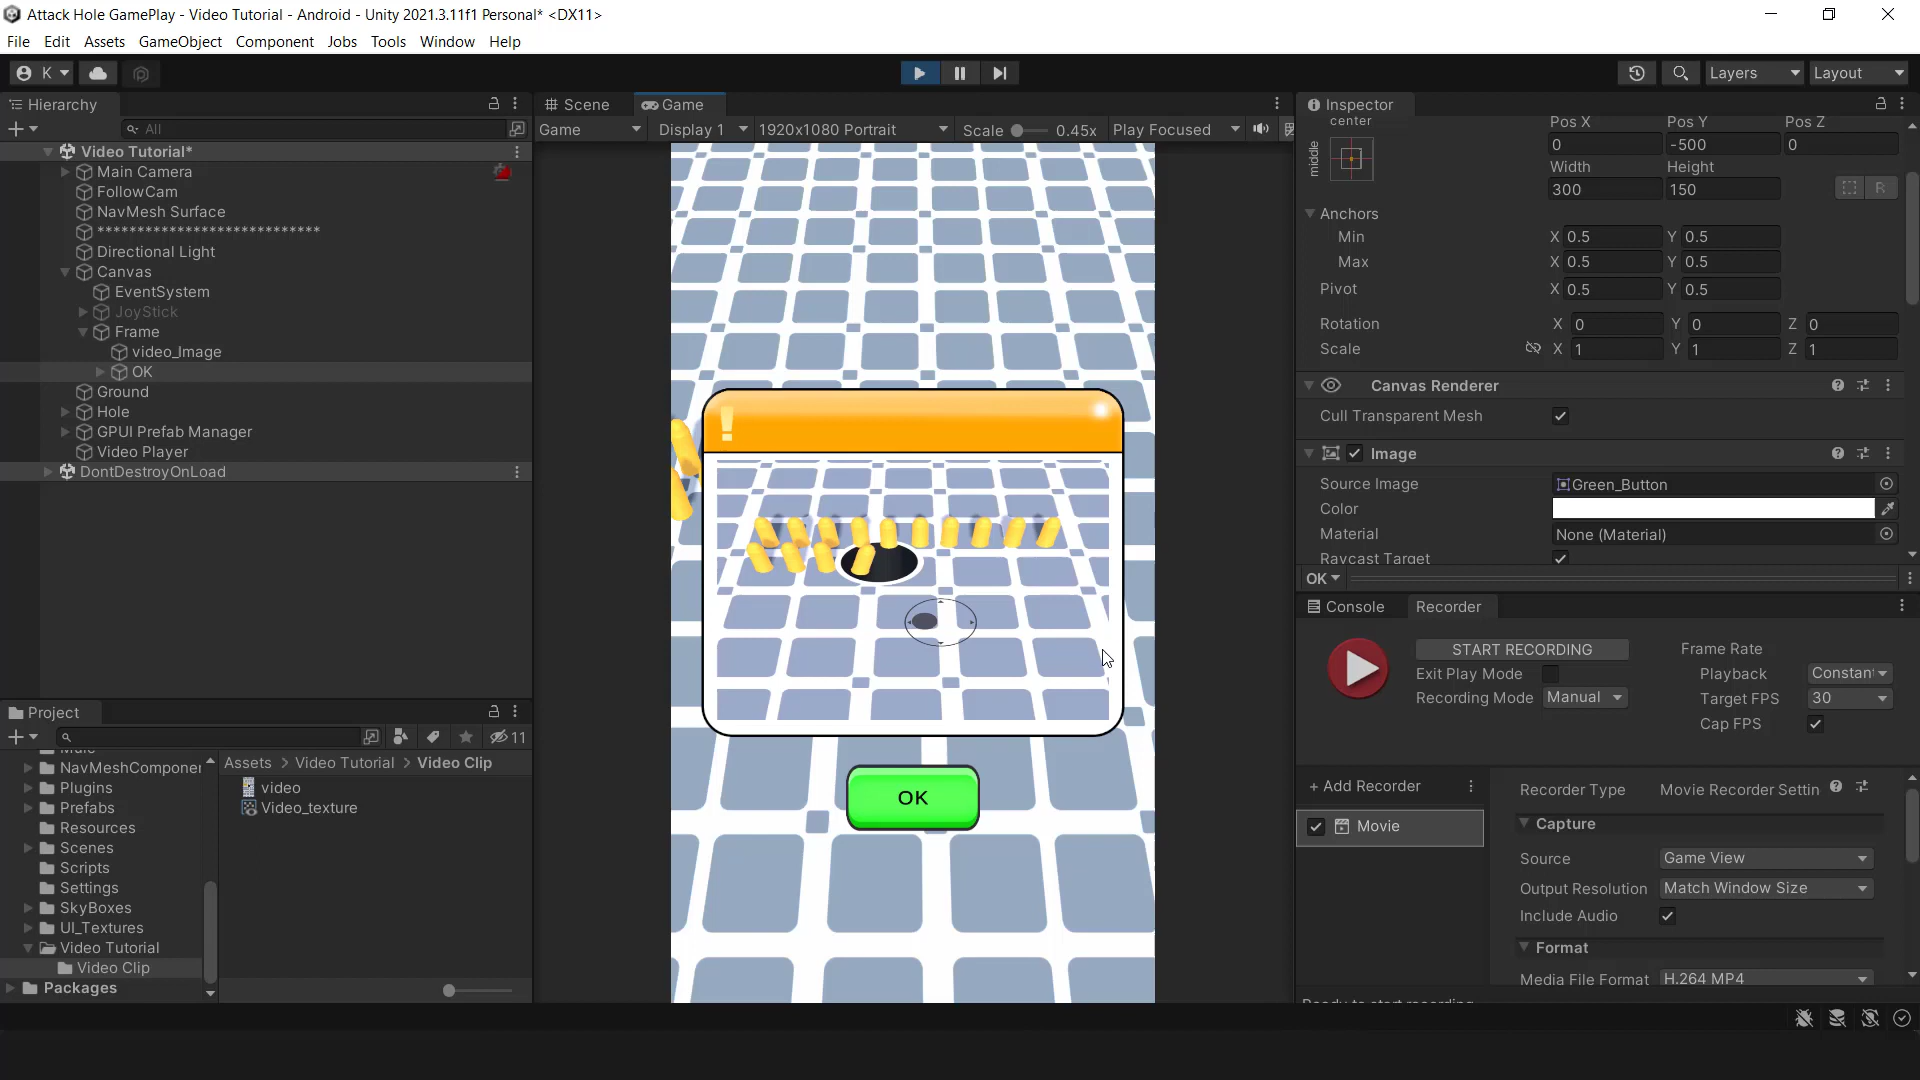 Attack Hole GamePlay - Video Tutorial - Android - Unity 2021.3.11f1 Personal* <DX11>
File Edit Assets GameObject Component Jobs Tools Window Help
K Layers Layout
Hierarchy
All
Video Tutorial*
Main Camera
FollowCam
NavMesh Surface
****************************
Directional Light
Canvas
EventSystem
JoyStick
Frame
video_Image
OK
Ground
Hole
GPUI Prefab Manager
Video Player
DontDestroyOnLoad
Scene Game
Game Display 1 1920x1080 Portrait Scale 0.45x Play Focused
!
OK
Inspector
center
middle
Pos X Pos Y Pos Z
0 -500 0
Width Height
300 150
R
Anchors
Min X 0.5 Y 0.5
Max X 0.5 Y 0.5
Pivot X 0.5 Y 0.5
Rotation X 0 Y 0 Z 0
Scale X 1 Y 1 Z 1
Canvas Renderer
Cull Transparent Mesh
Image
Source Image Green_Button
Color
Material None (Material)
Raycast Target
OK
Console Recorder
START RECORDING
Exit Play Mode
Recording Mode Manual
Frame Rate
Playback Constant
Target FPS 30
Cap FPS
+ Add Recorder
Movie
Recorder Type Movie Recorder Settin
Capture
Source Game View
Output Resolution Match Window Size
Include Audio
Format
Media File Format H.264 MP4
Ready to start recording
Project
11
NavMeshComponer
Plugins
Prefabs
Resources
Scenes
Scripts
Settings
SkyBoxes
UI_Textures
Video Tutorial
Video Clip
Packages
Assets > Video Tutorial > Video Clip
video
Video_texture